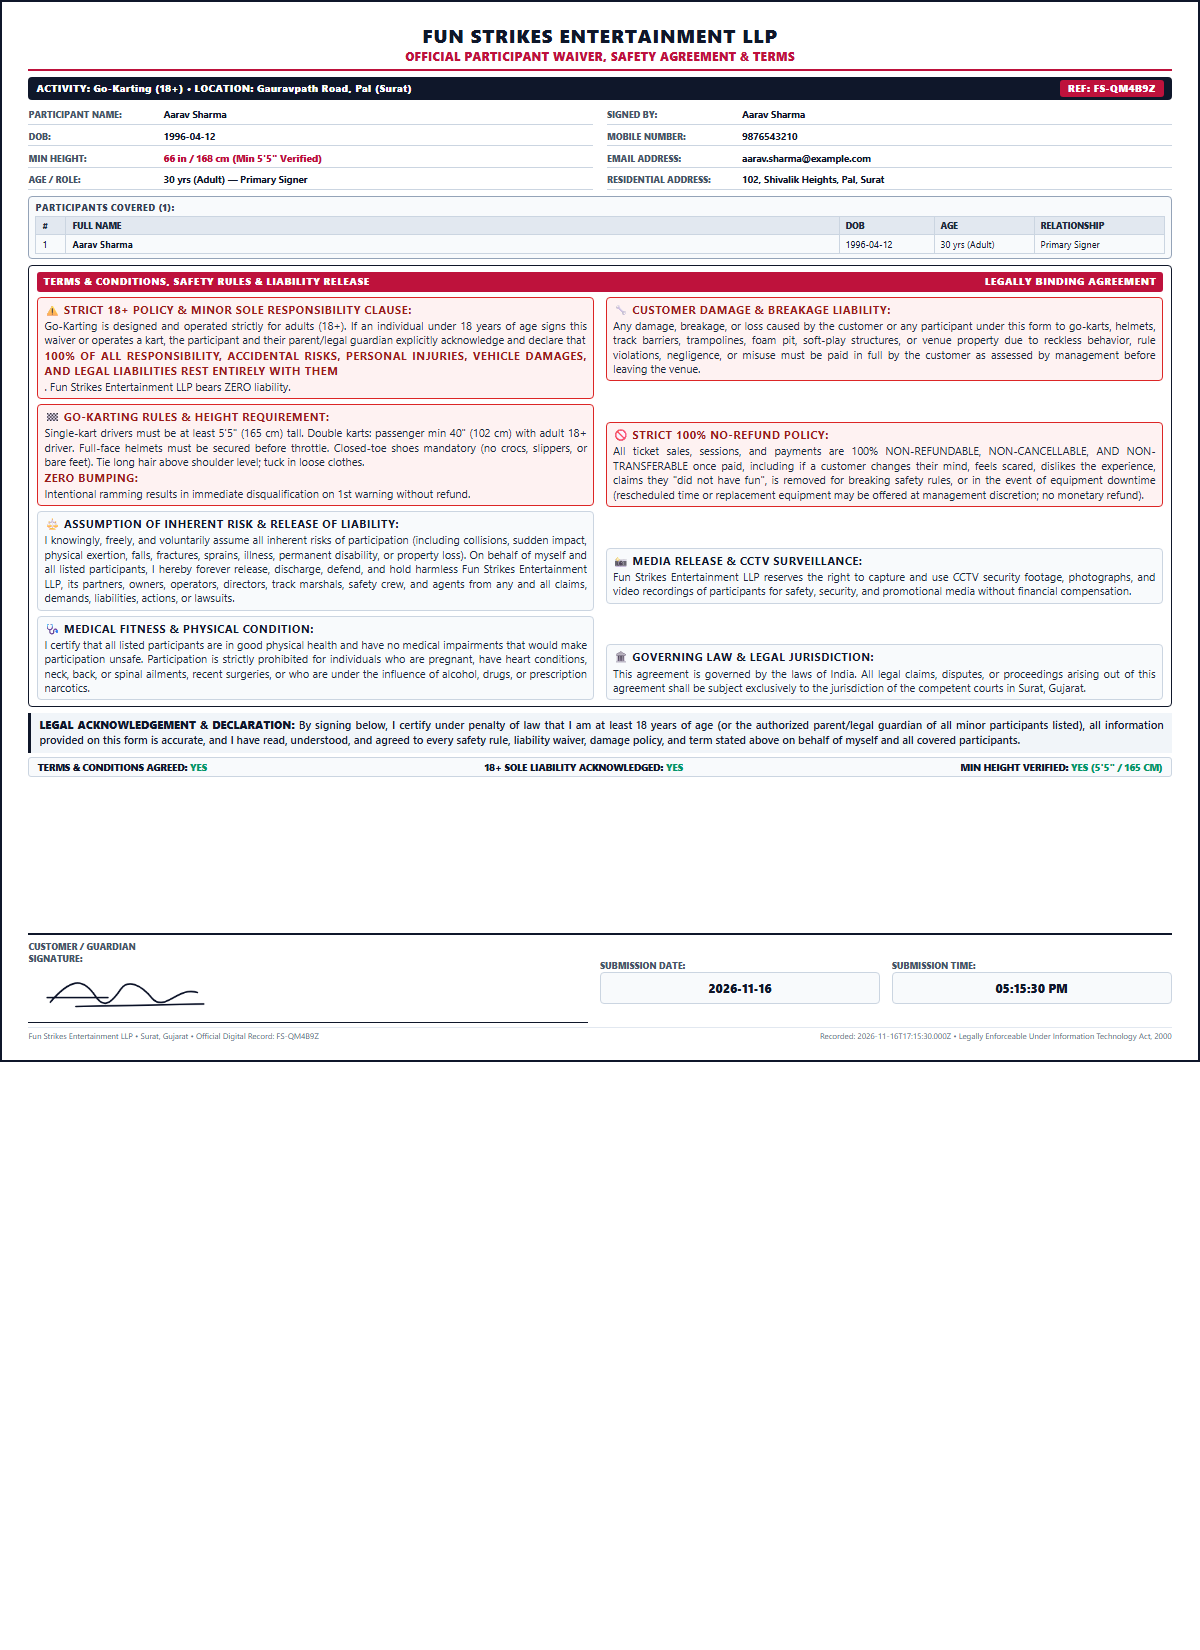 FUN STRIKES ENTERTAINMENT LLP
OFFICIAL PARTICIPANT WAIVER, SAFETY AGREEMENT & TERMS
ACTIVITY: Go-Karting (18+) • LOCATION: Gauravpath Road, Pal (Surat)
REF: FS-QM4B9Z
PARTICIPANT NAME: Aarav Sharma
DOB: 1996-04-12
MIN HEIGHT: 66 in / 168 cm (Min 5'5" Verified)
AGE / ROLE: 30 yrs (Adult) — Primary Signer
SIGNED BY: Aarav Sharma
MOBILE NUMBER: 9876543210
EMAIL ADDRESS: aarav.sharma@example.com
RESIDENTIAL ADDRESS: 102, Shivalik Heights, Pal, Surat
PARTICIPANTS COVERED (1):
# FULL NAME DOB AGE RELATIONSHIP
1 Aarav Sharma 1996-04-12 30 yrs (Adult) Primary Signer
TERMS & CONDITIONS, SAFETY RULES & LIABILITY RELEASE
LEGALLY BINDING AGREEMENT
⚠️ STRICT 18+ POLICY & MINOR SOLE RESPONSIBILITY CLAUSE:
Go-Karting is designed and operated strictly for adults (18+). If an individual under 18 years of age signs this
waiver or operates a kart, the participant and their parent/legal guardian explicitly acknowledge and declare that
100% OF ALL RESPONSIBILITY, ACCIDENTAL RISKS, PERSONAL INJURIES, VEHICLE DAMAGES,
AND LEGAL LIABILITIES REST ENTIRELY WITH THEM
. Fun Strikes Entertainment LLP bears ZERO liability.
🏁 GO-KARTING RULES & HEIGHT REQUIREMENT:
Single-kart drivers must be at least 5'5" (165 cm) tall. Double karts: passenger min 40" (102 cm) with adult 18+
driver. Full-face helmets must be secured before throttle. Closed-toe shoes mandatory (no crocs, slippers, or
bare feet). Tie long hair above shoulder level; tuck in loose clothes.
ZERO BUMPING:
Intentional ramming results in immediate disqualification on 1st warning without refund.
ASSUMPTION OF INHERENT RISK & RELEASE OF LIABILITY:
I knowingly, freely, and voluntarily assume all inherent risks of participation (including collisions, sudden impact,
physical exertion, falls, fractures, sprains, illness, permanent disability, or property loss). On behalf of myself and
all listed participants, I hereby forever release, discharge, defend, and hold harmless Fun Strikes Entertainment
LLP, its partners, owners, operators, directors, track marshals, safety crew, and agents from any and all claims,
demands, liabilities, actions, or lawsuits.
🩺 MEDICAL FITNESS & PHYSICAL CONDITION:
I certify that all listed participants are in good physical health and have no medical impairments that would make
participation unsafe. Participation is strictly prohibited for individuals who are pregnant, have heart conditions,
neck, back, or spinal ailments, recent surgeries, or who are under the influence of alcohol, drugs, or prescription
narcotics.
🔧 CUSTOMER DAMAGE & BREAKAGE LIABILITY:
Any damage, breakage, or loss caused by the customer or any participant under this form to go-karts, helmets,
track barriers, trampolines, foam pit, soft-play structures, or venue property due to reckless behavior, rule
violations, negligence, or misuse must be paid in full by the customer as assessed by management before
leaving the venue.
🚫 STRICT 100% NO-REFUND POLICY:
All ticket sales, sessions, and payments are 100% NON-REFUNDABLE, NON-CANCELLABLE, AND NON-
TRANSFERABLE once paid, including if a customer changes their mind, feels scared, dislikes the experience,
claims they "did not have fun", is removed for breaking safety rules, or in the event of equipment downtime
(rescheduled time or replacement equipment may be offered at management discretion; no monetary refund).
📷 MEDIA RELEASE & CCTV SURVEILLANCE:
Fun Strikes Entertainment LLP reserves the right to capture and use CCTV security footage, photographs, and
video recordings of participants for safety, security, and promotional media without financial compensation.
🏛️ GOVERNING LAW & LEGAL JURISDICTION:
This agreement is governed by the laws of India. All legal claims, disputes, or proceedings arising out of this
agreement shall be subject exclusively to the jurisdiction of the competent courts in Surat, Gujarat.
LEGAL ACKNOWLEDGEMENT & DECLARATION: By signing below, I certify under penalty of law that I am at least 18 years of age (or the authorized parent/legal guardian of all minor participants listed), all information
provided on this form is accurate, and I have read, understood, and agreed to every safety rule, liability waiver, damage policy, and term stated above on behalf of myself and all covered participants.
TERMS & CONDITIONS AGREED: YES
18+ SOLE LIABILITY ACKNOWLEDGED: YES
MIN HEIGHT VERIFIED: YES (5'5" / 165 CM)
CUSTOMER / GUARDIAN
SIGNATURE:
SUBMISSION DATE:
2026-11-16
SUBMISSION TIME:
05:15:30 PM
Fun Strikes Entertainment LLP • Surat, Gujarat • Official Digital Record: FS-QM4B9Z
Recorded: 2026-11-16T17:15:30.000Z • Legally Enforceable Under Information Technology Act, 2000